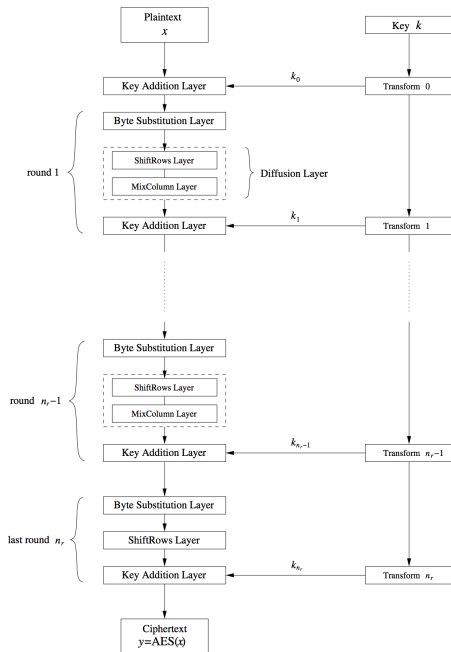 Plaintext
x
Key k
Key Addition Layer
k₀
Transform 0
Byte Substitution Layer
round 1
ShiftRows Layer
MixColumn Layer
Diffusion Layer
Key Addition Layer
k₁
Transform 1
Byte Substitution Layer
round nᵣ−1
ShiftRows Layer
MixColumn Layer
Key Addition Layer
kₙᵣ₋₁
Transform nᵣ−1
Byte Substitution Layer
last round nᵣ
ShiftRows Layer
Key Addition Layer
kₙᵣ
Transform nᵣ
Ciphertext
y=AES(x)